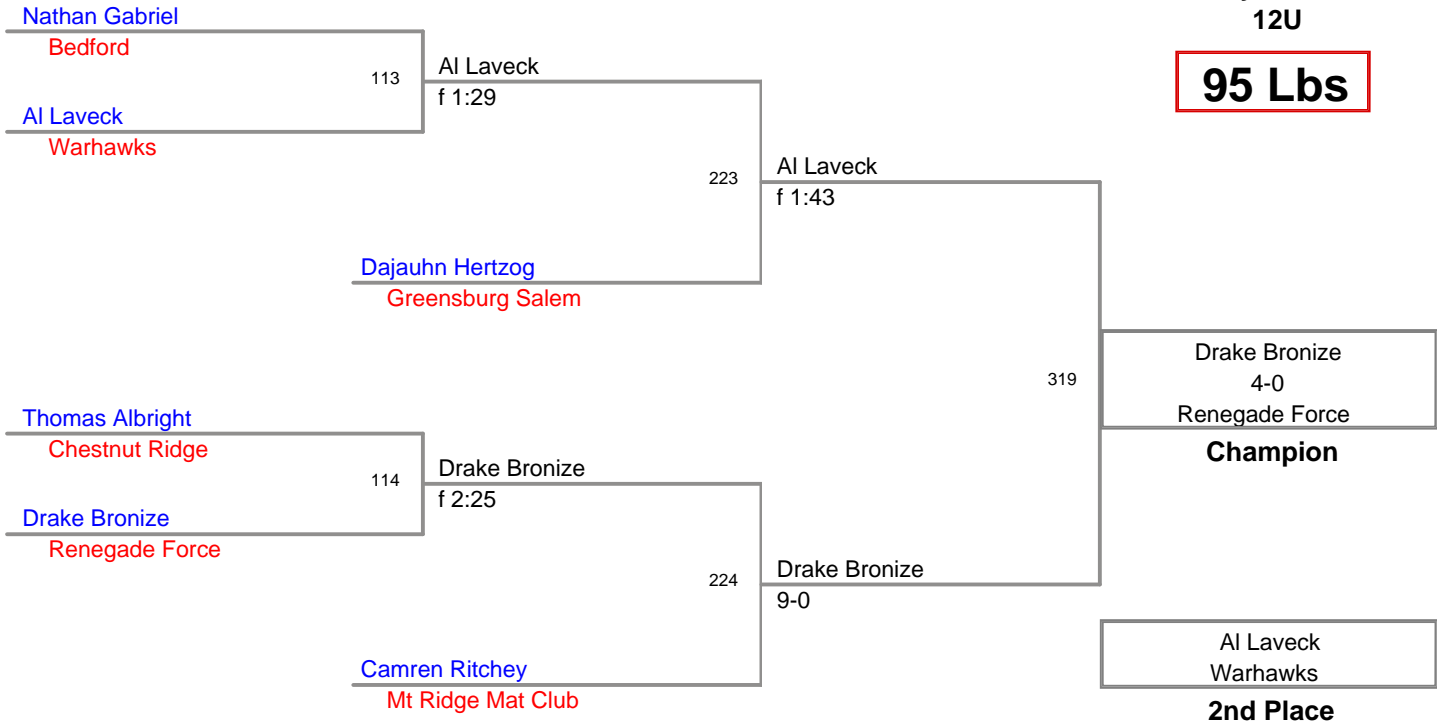 12U
95 Lbs
Nathan Gabriel
Bedford
113
Al Laveck
f 1:29
Al Laveck
Warhawks
223
Al Laveck
f 1:43
Dajauhn Hertzog
Greensburg Salem
319
Drake Bronize
4-0
Renegade Force
Champion
Thomas Albright
Chestnut Ridge
114
Drake Bronize
f 2:25
Drake Bronize
Renegade Force
224
Drake Bronize
9-0
Camren Ritchey
Mt Ridge Mat Club
Al Laveck
Warhawks
2nd Place